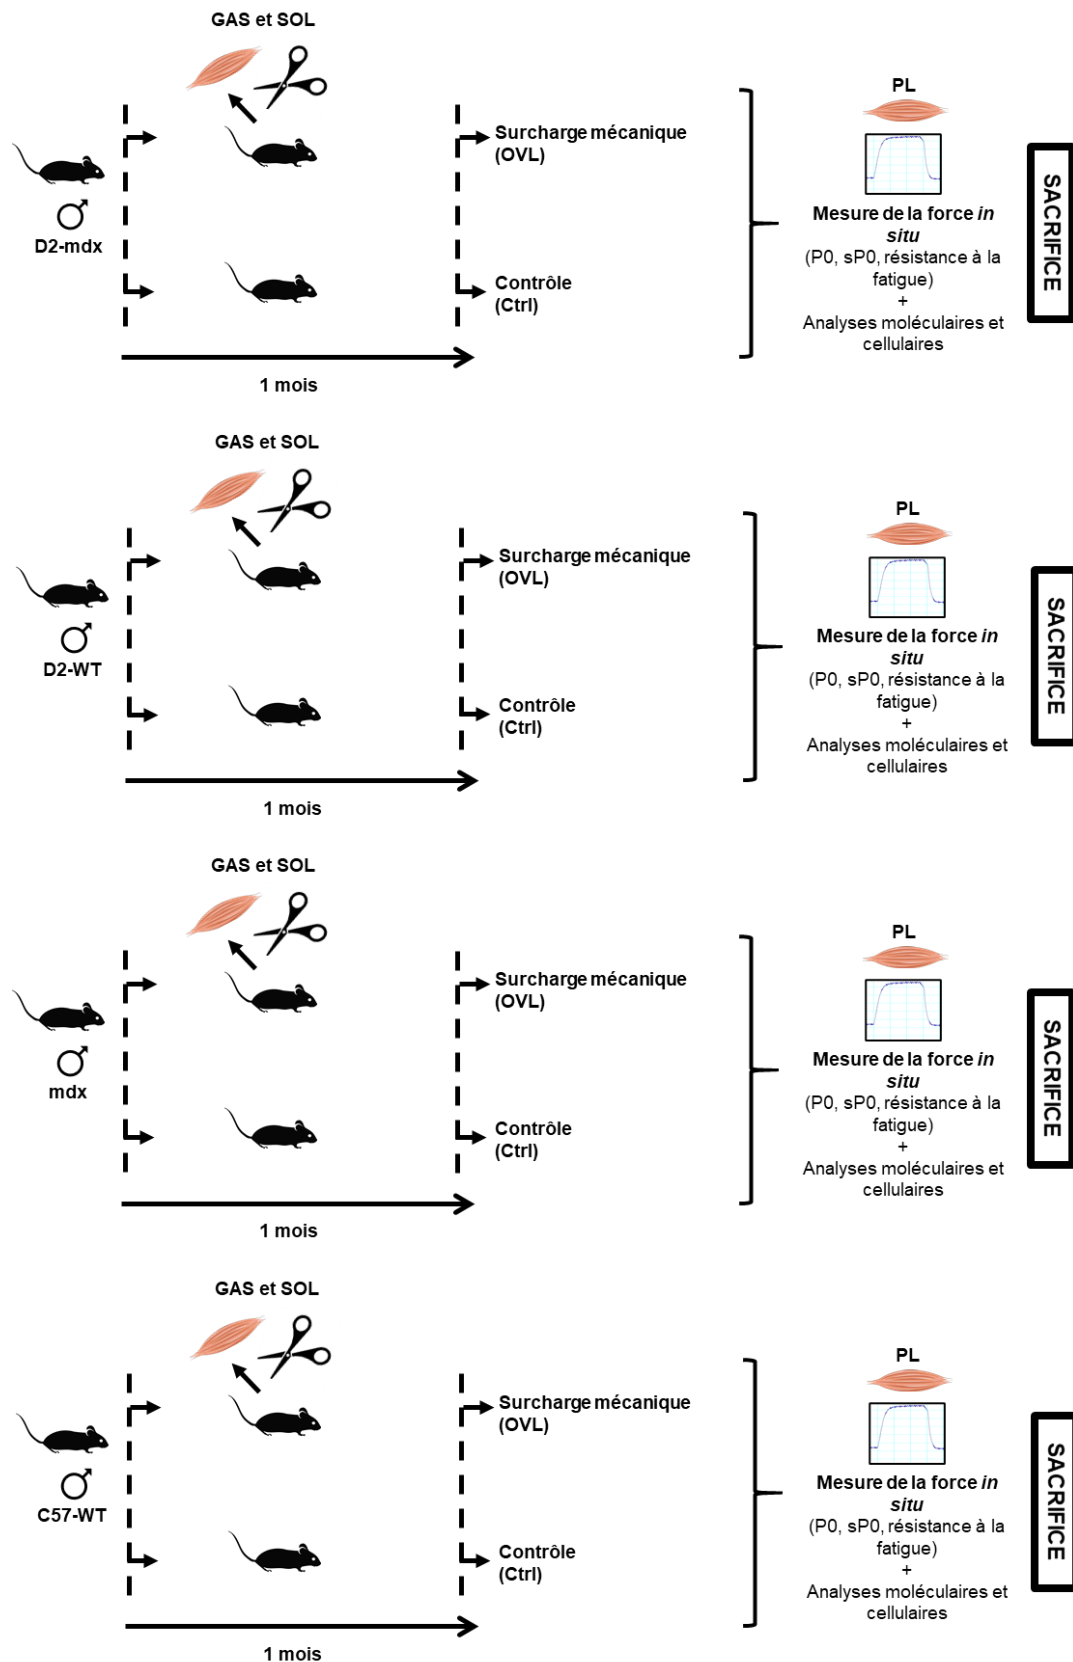 GAS et SOL
Surcharge mécanique
(OVL)
D2-mdx
Contrôle
(Ctrl)
1 mois
PL
Mesure de la force in
situ
(P0, sP0, résistance à la
fatigue)
+
Analyses moléculaires et
cellulaires
SACRIFICE
GAS et SOL
Surcharge mécanique
(OVL)
D2-WT
Contrôle
(Ctrl)
1 mois
PL
Mesure de la force in
situ
(P0, sP0, résistance à la
fatigue)
+
Analyses moléculaires et
cellulaires
SACRIFICE
GAS et SOL
Surcharge mécanique
(OVL)
mdx
Contrôle
(Ctrl)
1 mois
PL
Mesure de la force in
situ
(P0, sP0, résistance à la
fatigue)
+
Analyses moléculaires et
cellulaires
SACRIFICE
GAS et SOL
Surcharge mécanique
(OVL)
C57-WT
Contrôle
(Ctrl)
1 mois
PL
Mesure de la force in
situ
(P0, sP0, résistance à la
fatigue)
+
Analyses moléculaires et
cellulaires
SACRIFICE